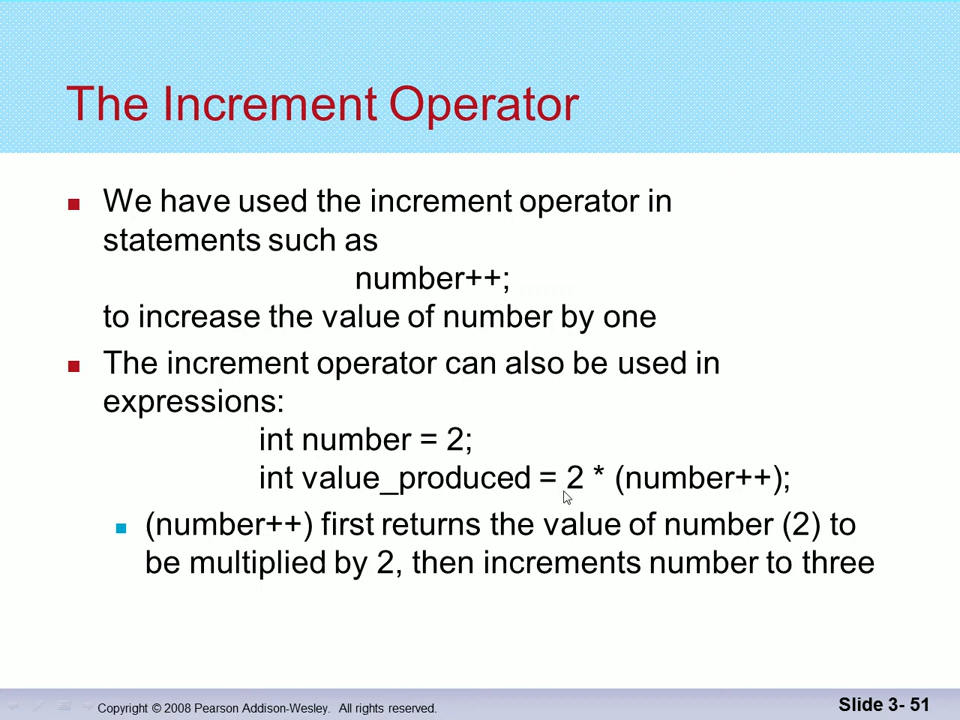 The Increment Operator
We have used the increment operator in
statements such as
number++;
to increase the value of number by one
The increment operator can also be used in
expressions:
int number = 2;
int value_produced = 2 * (number++);
(number++) first returns the value of number (2) to
be multiplied by 2, then increments number to three
Copyright © 2008 Pearson Addison-Wesley. All rights reserved.
Slide 3- 51